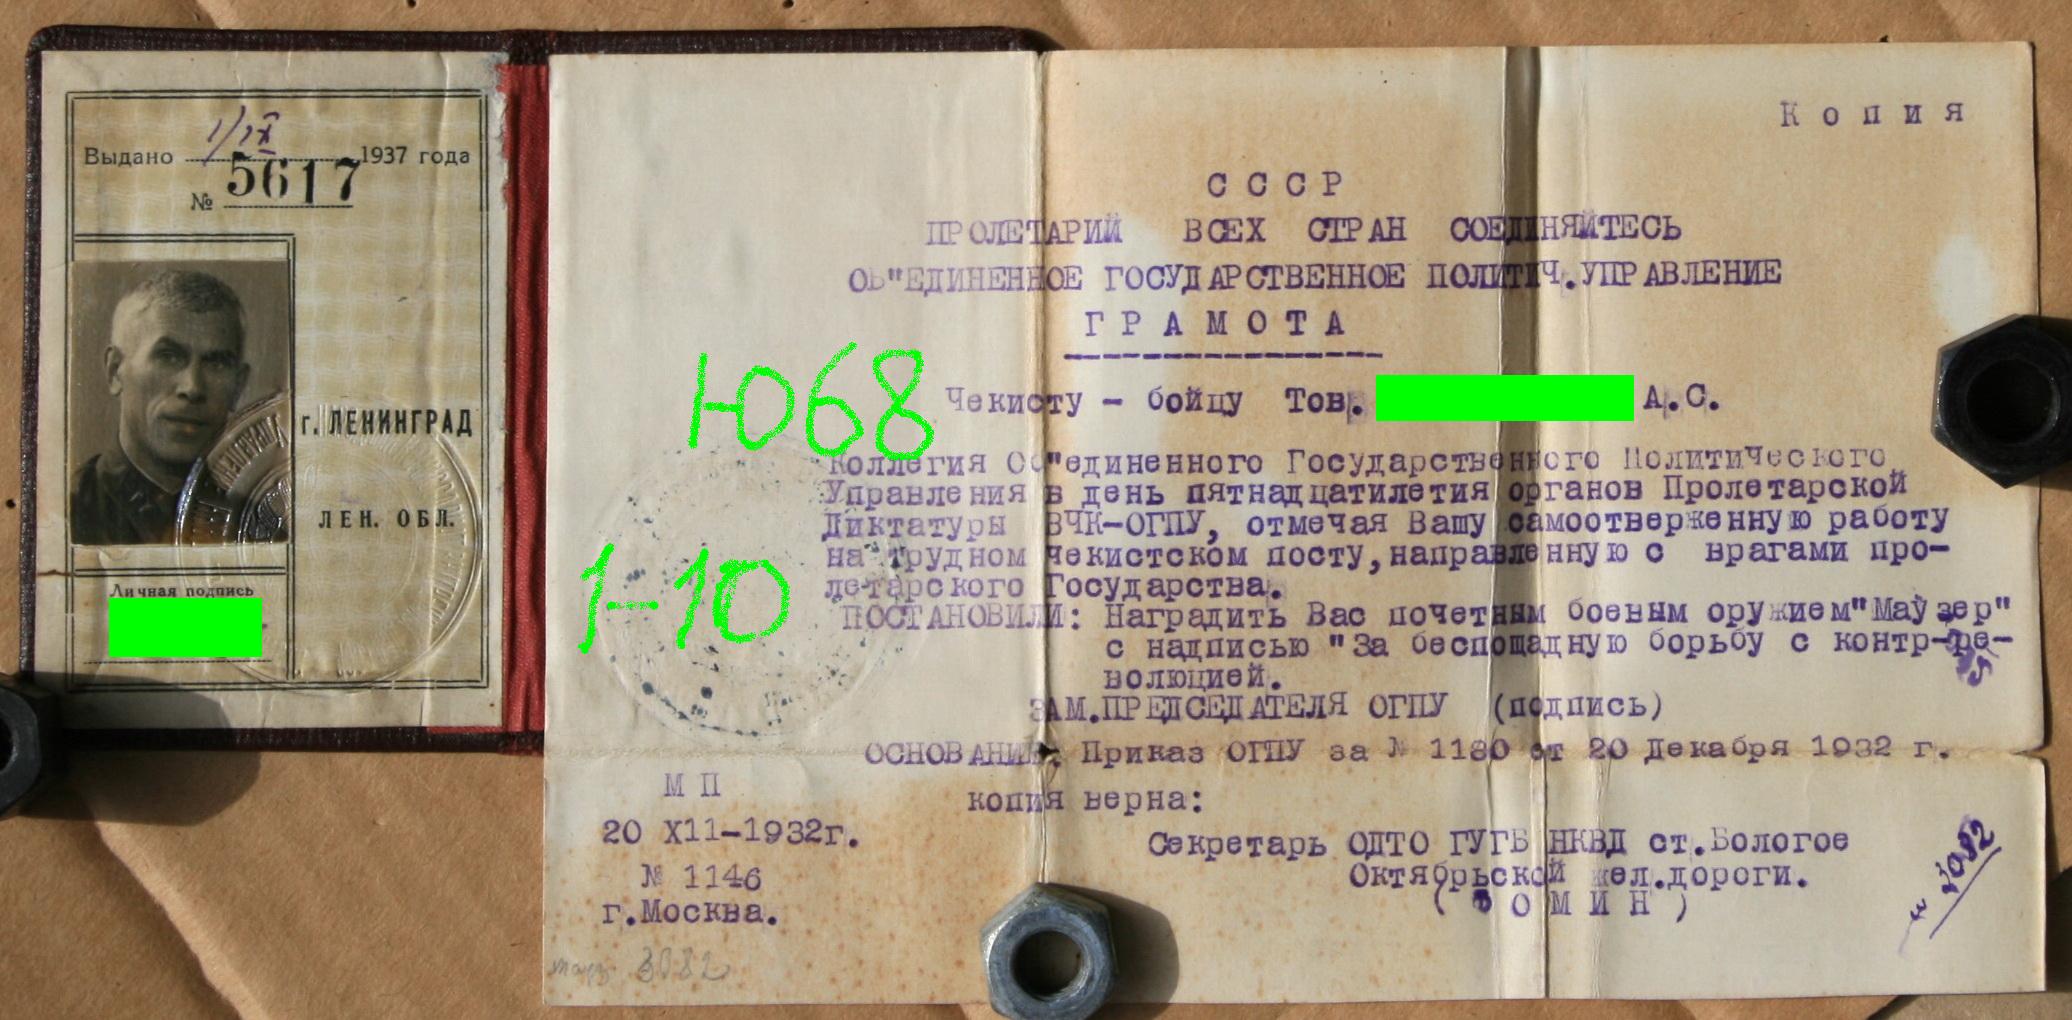 Выдано 1/IX 1937 года
№ 5617
г. ЛЕНИНГРАД
ЛЕН. ОБЛ.
Личная подпись
Копия
СССР
ПРОЛЕТАРИЙ ВСЕХ СТРАН СОЕДИНЯЙТЕСЬ
ОБ"ЕДИНЕННОЕ ГОСУДАРСТВЕННОЕ ПОЛИТИЧ.УПРАВЛЕНИЕ
ГРАМОТА
Ю68
Чекисту - бойцу Тов. А.С.
Коллегия Об"единенного Государственного Политического
Управления в день пятнадцатилетия органов Пролетарской
Диктатуры ВЧК-ОГПУ, отмечая Вашу самоотверженную работу
на трудном чекистском посту, направленную с врагами про-
летарского Государства.
1-10
ПОСТАНОВИЛИ: Наградить Вас почетным боевым оружием"Маузер"
с надписью "За беспощадную борьбу с контр-ре-
волюцией.
ЗАМ.ПРЕДСЕДАТЕЛЯ ОГПУ (подпись)
ОСНОВАНИЕ: Приказ ОГПУ за № 1180 от 20 Декабря 1932 г.
МП
копия верна:
20 XII-1932г.
Секретарь ОДТО ГУГБ НКВД ст.Бологое
№ 1146
Октябрьской жел.дороги.
г.Москва.
(ФОМИН)
3082
3082